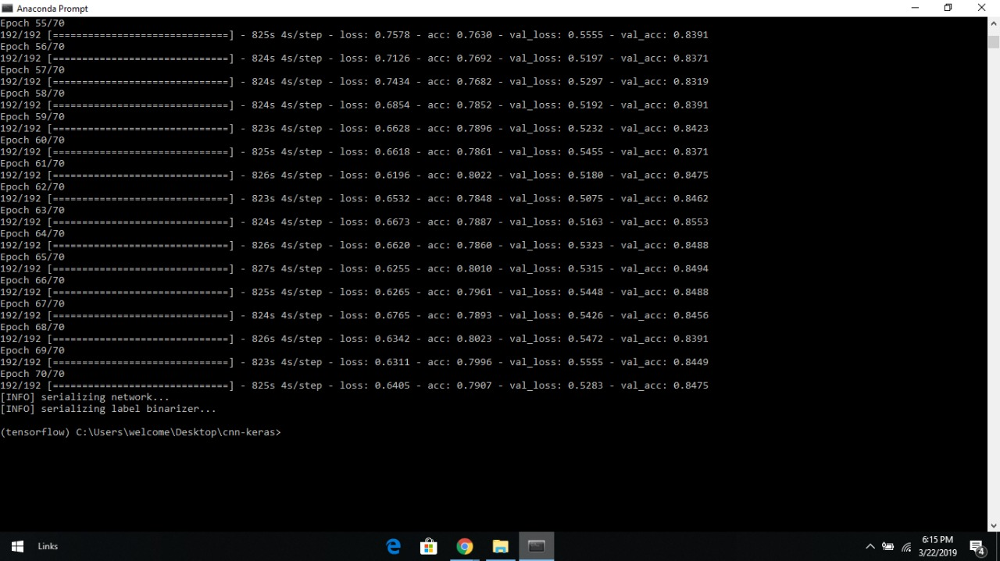 Anaconda Prompt
Epoch 55/70
192/192 [==============================] - 825s 4s/step - loss: 0.7578 - acc: 0.7630 - val_loss: 0.5555 - val_acc: 0.8391
Epoch 56/70
192/192 [==============================] - 824s 4s/step - loss: 0.7126 - acc: 0.7692 - val_loss: 0.5197 - val_acc: 0.8371
Epoch 57/70
192/192 [==============================] - 824s 4s/step - loss: 0.7434 - acc: 0.7682 - val_loss: 0.5297 - val_acc: 0.8319
Epoch 58/70
192/192 [==============================] - 824s 4s/step - loss: 0.6854 - acc: 0.7852 - val_loss: 0.5192 - val_acc: 0.8391
Epoch 59/70
192/192 [==============================] - 823s 4s/step - loss: 0.6628 - acc: 0.7896 - val_loss: 0.5232 - val_acc: 0.8423
Epoch 60/70
192/192 [==============================] - 825s 4s/step - loss: 0.6618 - acc: 0.7861 - val_loss: 0.5455 - val_acc: 0.8371
Epoch 61/70
192/192 [==============================] - 826s 4s/step - loss: 0.6196 - acc: 0.8022 - val_loss: 0.5180 - val_acc: 0.8475
Epoch 62/70
192/192 [==============================] - 823s 4s/step - loss: 0.6532 - acc: 0.7848 - val_loss: 0.5075 - val_acc: 0.8462
Epoch 63/70
192/192 [==============================] - 824s 4s/step - loss: 0.6673 - acc: 0.7887 - val_loss: 0.5163 - val_acc: 0.8553
Epoch 64/70
192/192 [==============================] - 826s 4s/step - loss: 0.6620 - acc: 0.7860 - val_loss: 0.5323 - val_acc: 0.8488
Epoch 65/70
192/192 [==============================] - 827s 4s/step - loss: 0.6255 - acc: 0.8010 - val_loss: 0.5315 - val_acc: 0.8494
Epoch 66/70
192/192 [==============================] - 825s 4s/step - loss: 0.6265 - acc: 0.7961 - val_loss: 0.5448 - val_acc: 0.8488
Epoch 67/70
192/192 [==============================] - 824s 4s/step - loss: 0.6765 - acc: 0.7893 - val_loss: 0.5426 - val_acc: 0.8456
Epoch 68/70
192/192 [==============================] - 826s 4s/step - loss: 0.6342 - acc: 0.8023 - val_loss: 0.5472 - val_acc: 0.8391
Epoch 69/70
192/192 [==============================] - 823s 4s/step - loss: 0.6311 - acc: 0.7996 - val_loss: 0.5555 - val_acc: 0.8449
Epoch 70/70
192/192 [==============================] - 825s 4s/step - loss: 0.6405 - acc: 0.7907 - val_loss: 0.5283 - val_acc: 0.8475
[INFO] serializing network...
[INFO] serializing label binarizer...
(tensorflow) C:\Users\welcome\Desktop\cnn-keras>
Links
6:15 PM
3/22/2019
4